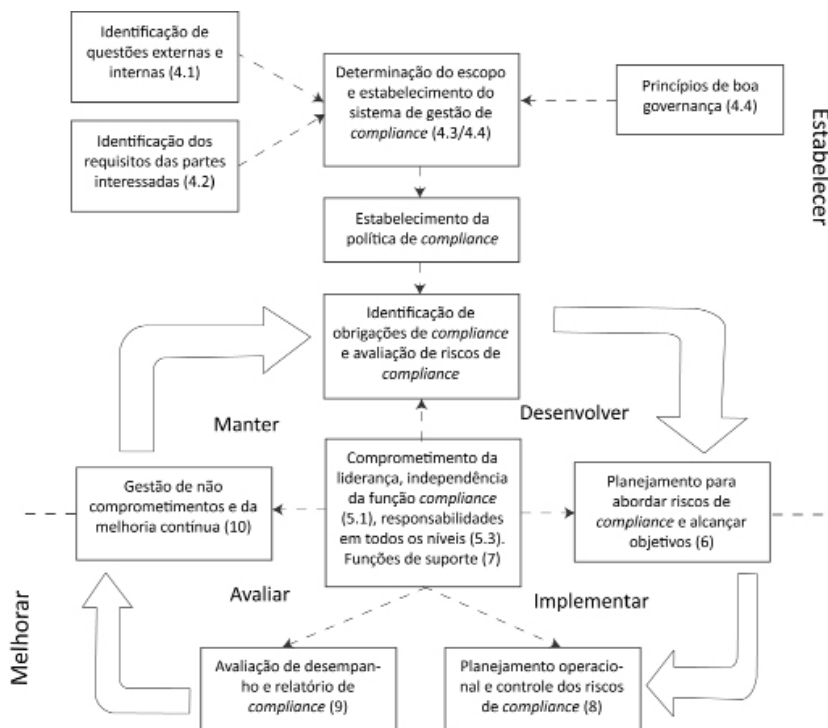 Identificação de
questões externas e
internas (4.1)
Determinação do escopo
e estabelecimento do
sistema de gestão de
compliance (4.3/4.4)
Princípios de boa
governança (4.4)
Identificação dos
requisitos das partes
interessadas (4.2)
Estabelecer
Estabelecimento da
política de compliance
Identificação de
obrigações de compliance
e avaliação de riscos de
compliance
Manter
Desenvolver
Gestão de não
comprometimentos e da
melhoria contínua (10)
Comprometimento da
liderança, independência
da função compliance
(5.1), responsabilidades
em todos os níveis (5.3).
Funções de suporte (7)
Planejamento para
abordar riscos de
compliance e alcançar
objetivos (6)
Melhorar
Avaliar
Implementar
Avaliação de desempan-
ho e relatório de
compliance (9)
Planejamento operacio-
nal e controle dos riscos
de compliance (8)